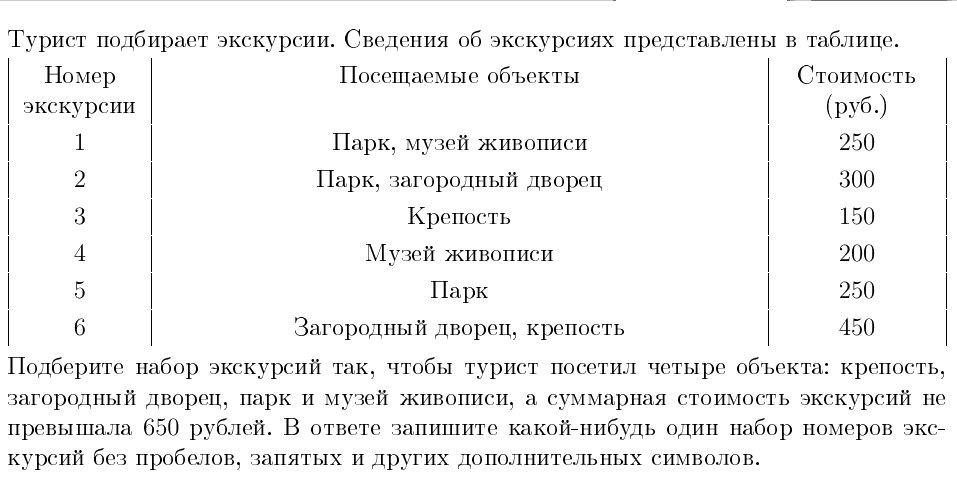 Турист подбирает экскурсии. Сведения об экскурсиях представлены в таблице.
Номер экскурсии Посещаемые объекты Стоимость (руб.)
1 Парк, музей живописи 250
2 Парк, загородный дворец 300
3 Крепость 150
4 Музей живописи 200
5 Парк 250
6 Загородный дворец, крепость 450
Подберите набор экскурсий так, чтобы турист посетил четыре объекта: крепость,
загородный дворец, парк и музей живописи, а суммарная стоимость экскурсий не
превышала 650 рублей. В ответе запишите какой-нибудь один набор номеров экс-
курсий без пробелов, запятых и других дополнительных символов.